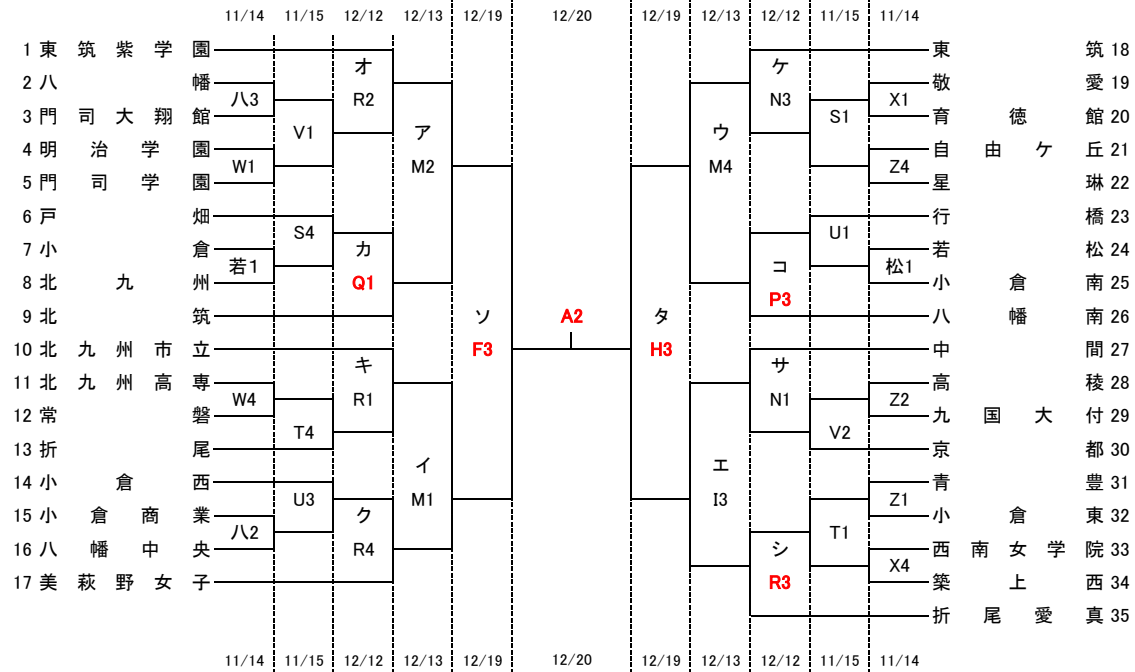 11/14 11/15 12/12 12/13 12/19 12/20 12/19 12/13 12/12 11/15 11/14
1 東筑紫学園 東筑 18
オ ケ
2 八幡 敬愛 19
八3 R2 N3 X1
3 門司大翔館 育徳館 20
V1 ア ウ S1
4 明治学園 自由ケ丘 21
W1 M2 M4 Z4
5 門司学園 星琳 22
6 戸畑 行橋 23
S4 U1
7 小倉 若松 24
カ コ
若1 松1
8 北九州 小倉南 25
Q1 P3
9 北筑 ソ A2 タ 八幡南 26
10 北九州市立 F3 H3 中間 27
キ サ
11 北九州高専 高稜 28
W4 R1 N1 Z2
12 常磐 九国大付 29
T4 V2
13 折尾 京都 30
イ エ
14 小倉西 青豊 31
U3 M1 I3 Z1
15 小倉商業 小倉東 32
八2 ク T1
16 八幡中央 西南女学院 33
R4 シ X4
17 美萩野女子 R3 築上西 34
折尾愛真 35
11/14 11/15 12/12 12/13 12/19 12/20 12/19 12/13 12/12 11/15 11/14